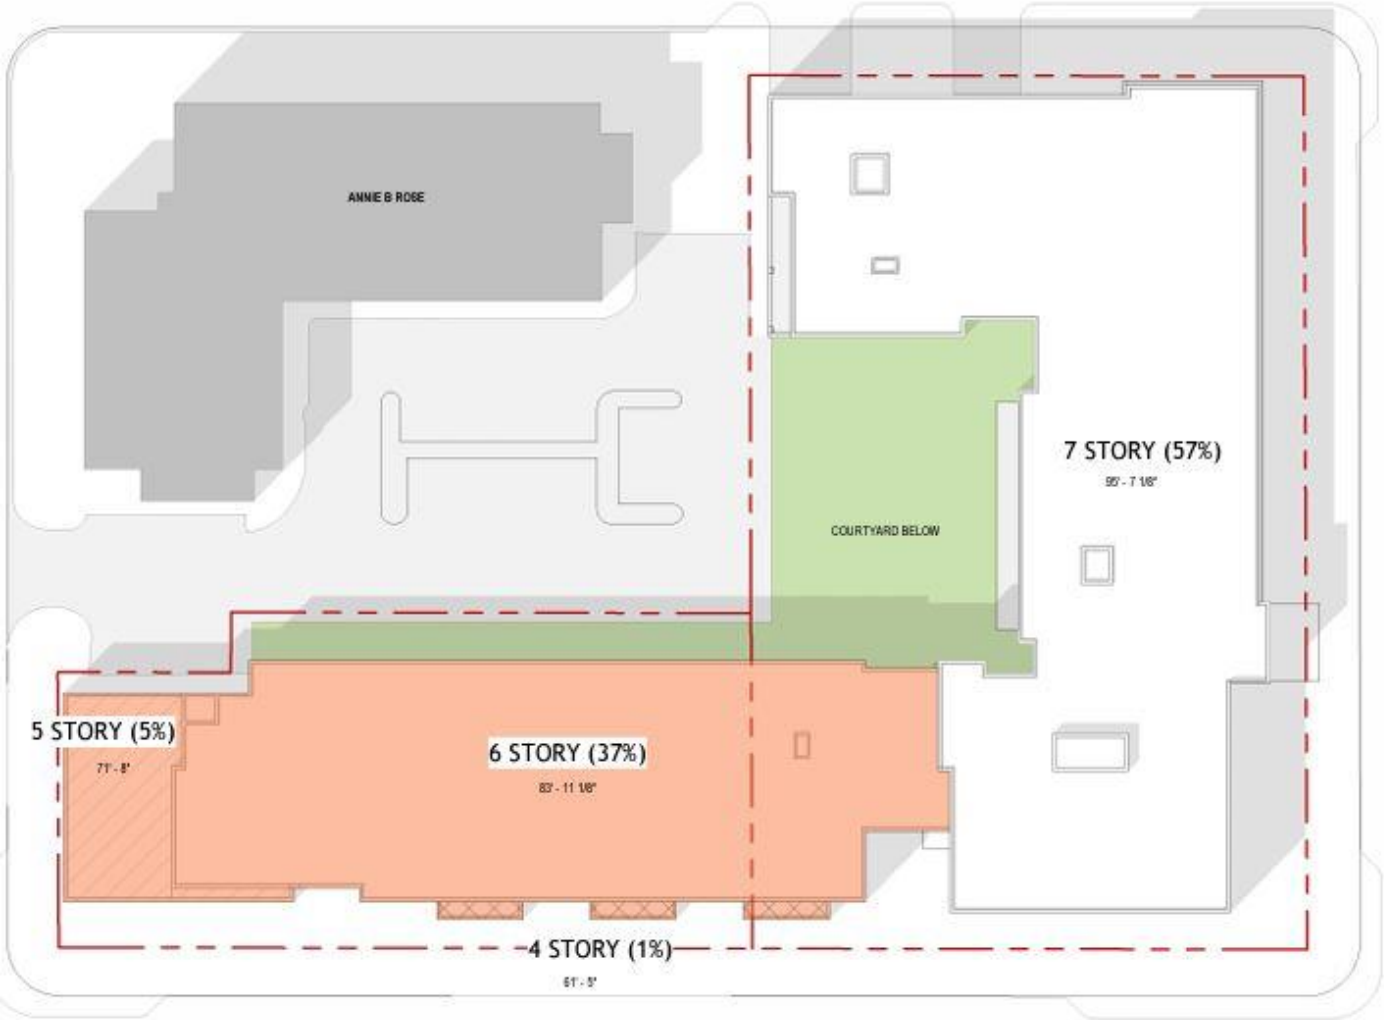 ANNIE B ROSE
7 STORY (57%)
95' - 7 1/8"
COURTYARD BELOW
5 STORY (5%)
71' - 8"
6 STORY (37%)
83' - 11 1/8"
4 STORY (1%)
61' - 5"